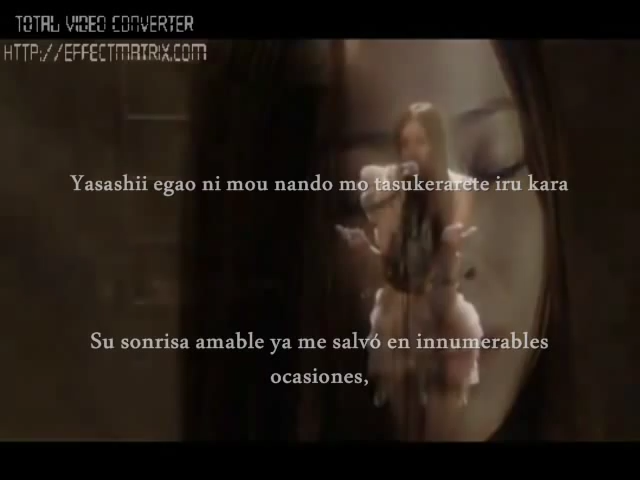 TOTAL VIDEO CONVERTER
HTTP://EFFECTMATRIX.COM
Yasashii egao ni mou nando mo tasukerarete iru kara
Su sonrisa amable ya me salvó en innumerables
ocasiones,